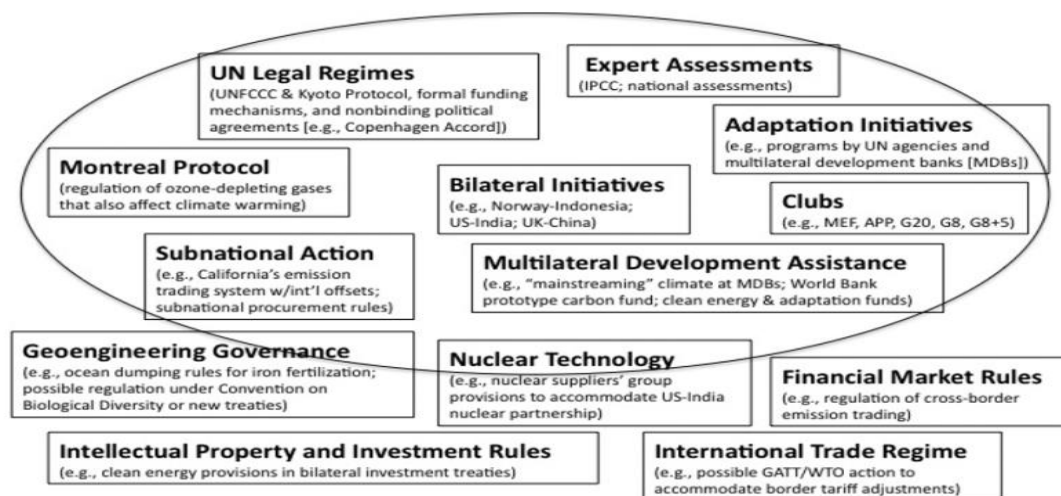 UN Legal Regimes
(UNFCCC & Kyoto Protocol, formal funding
mechanisms, and nonbinding political
agreements [e.g., Copenhagen Accord])
Expert Assessments
(IPCC; national assessments)
Adaptation Initiatives
(e.g., programs by UN agencies and
multilateral development banks [MDBs])
Montreal Protocol
(regulation of ozone-depleting gases
that also affect climate warming)
Bilateral Initiatives
(e.g., Norway-Indonesia;
US-India; UK-China)
Clubs
(e.g., MEF, APP, G20, G8, G8+5)
Subnational Action
(e.g., California's emission
trading system w/int'l offsets;
subnational procurement rules)
Multilateral Development Assistance
(e.g., "mainstreaming" climate at MDBs; World Bank
prototype carbon fund; clean energy & adaptation funds)
Geoengineering Governance
(e.g., ocean dumping rules for iron fertilization;
possible regulation under Convention on
Biological Diversity or new treaties)
Nuclear Technology
(e.g., nuclear suppliers' group
provisions to accommodate US-India
nuclear partnership)
Financial Market Rules
(e.g., regulation of cross-border
emission trading)
Intellectual Property and Investment Rules
(e.g., clean energy provisions in bilateral investment treaties)
International Trade Regime
(e.g., possible GATT/WTO action to
accommodate border tariff adjustments)